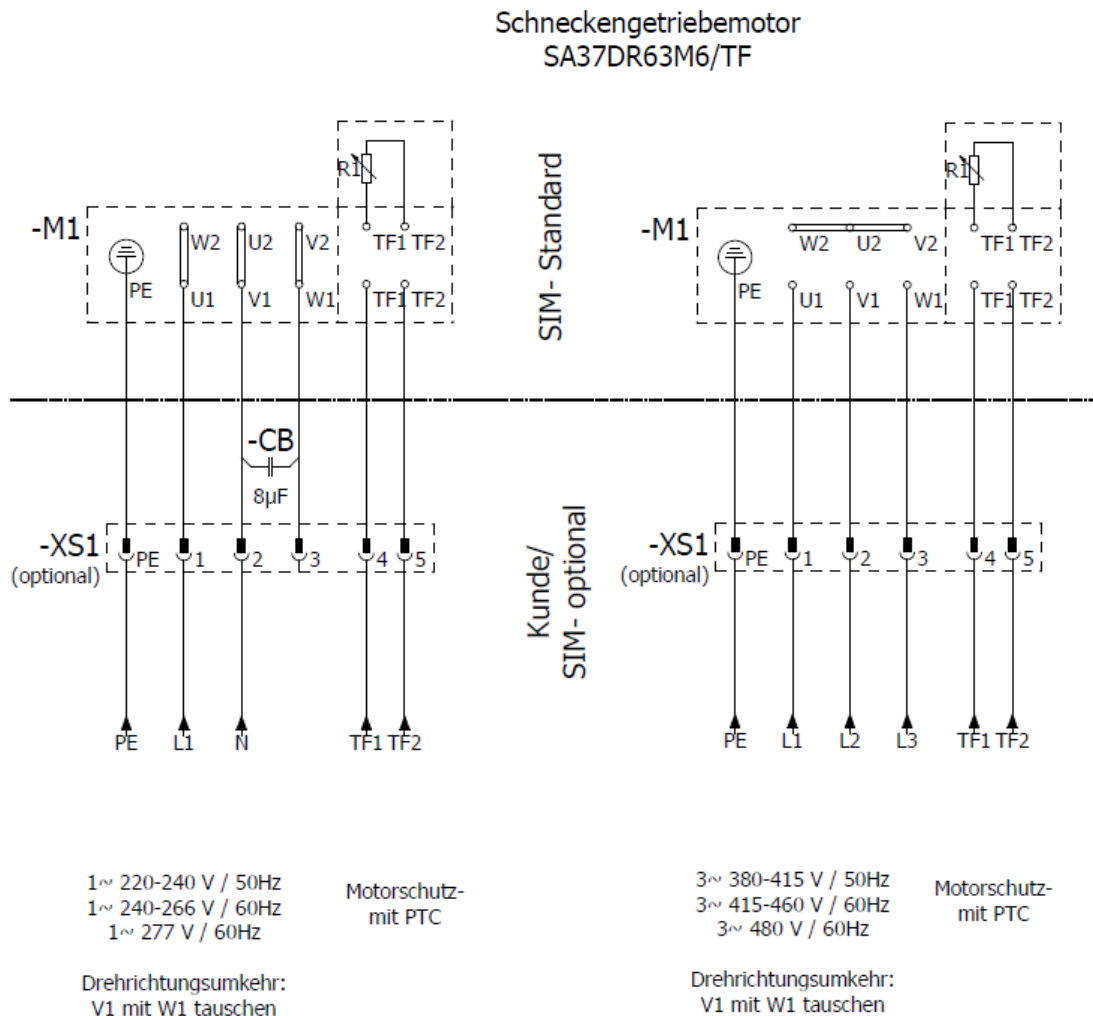 Schneckengetriebemotor
SA37DR63M6/TF
R1
-M1
W2 U2 V2 TF1 TF2
PE
U1 V1 W1 TF1 TF2
-CB
8µF
-XS1
(optional)
PE 1 2 3 4 5
PE L1 N TF1 TF2
1~ 220-240 V / 50Hz
1~ 240-266 V / 60Hz
1~ 277 V / 60Hz
Motorschutz-
mit PTC
Drehrichtungsumkehr:
V1 mit W1 tauschen
SIM- Standard
Kunde/
SIM- optional
R1
-M1
W2 U2 V2 TF1 TF2
PE
U1 V1 W1 TF1 TF2
-XS1
(optional)
PE 1 2 3 4 5
PE L1 L2 L3 TF1 TF2
3~ 380-415 V / 50Hz
3~ 415-460 V / 60Hz
3~ 480 V / 60Hz
Motorschutz-
mit PTC
Drehrichtungsumkehr:
V1 mit W1 tauschen